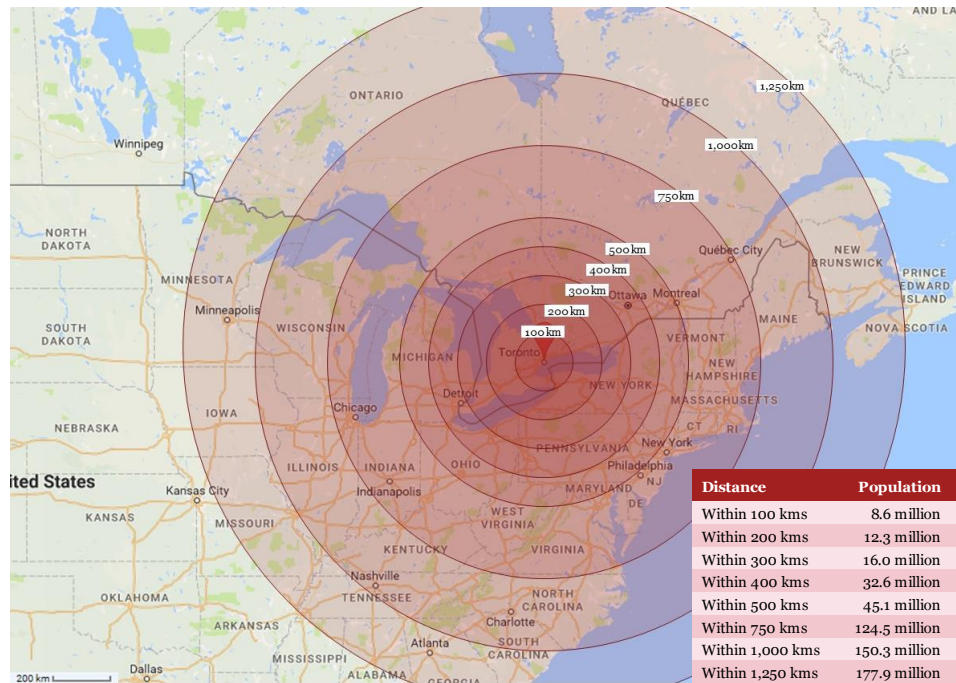 AND LA
1,250km
ONTARIO
QUÉBEC
Winnipeg
1,000km
750km
NORTH
DAKOTA
500km
Québec City
NEW
BRUNSWICK
400km
MINNESOTA
300km
Ottawa
Montreal
PRINCE
EDWARD
ISLAND
Minneapolis
200km
MAINE
SOUTH
DAKOTA
WISCONSIN
100km
VERMONT
NOVA SCOTIA
MICHIGAN
Toronto
NEW
HAMPSHIRE
NEW YORK
Detroit
MASSACHUSETTS
IOWA
Chicago
CT
RI
NEBRASKA
PENNSYLVANIA
New York
ILLINOIS
INDIANA
OHIO
Philadelphia
NJ
ited States
Indianapolis
MARYLAND
Kansas City
DE
KANSAS
MISSOURI
WEST
VIRGINIA
KENTUCKY
VIRGINIA
Nashville
TENNESSEE
OKLAHOMA
NORTH
CAROLINA
Charlotte
ARKANSAS
Atlanta
SOUTH
CAROLINA
MISSISSIPPI
Dallas
ALABAMA
GEORGIA
200 km
Distance Population
Within 100 kms 8.6 million
Within 200 kms 12.3 million
Within 300 kms 16.0 million
Within 400 kms 32.6 million
Within 500 kms 45.1 million
Within 750 kms 124.5 million
Within 1,000 kms 150.3 million
Within 1,250 kms 177.9 million